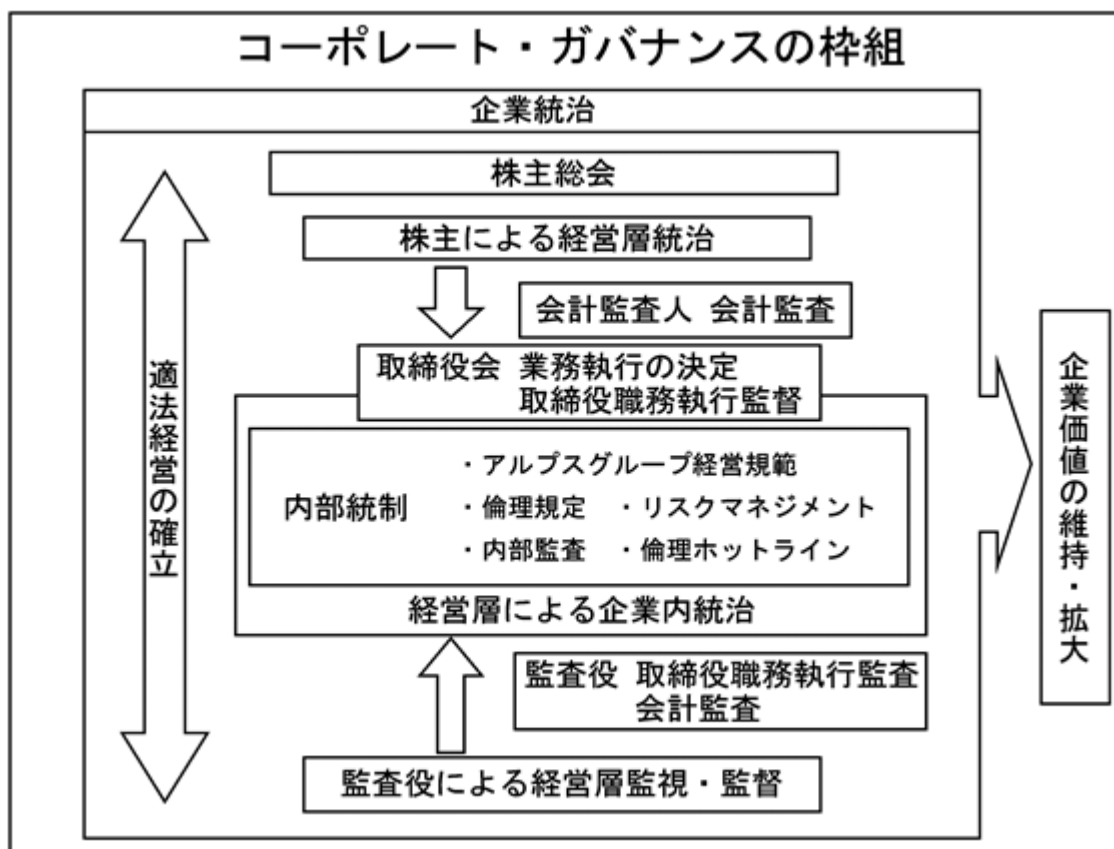 コーポレート・ガバナンスの枠組
企業統治
株主総会
株主による経営層統治
会計監査人 会計監査
取締役会 業務執行の決定
取締役職務執行監督
・アルプスグループ経営規範
内部統制 ・倫理規定 ・リスクマネジメント
・内部監査 ・倫理ホットライン
経営層による企業内統治
監査役 取締役職務執行監査
会計監査
監査役による経営層監視・監督
適法経営の確立
企業価値の維持・拡大